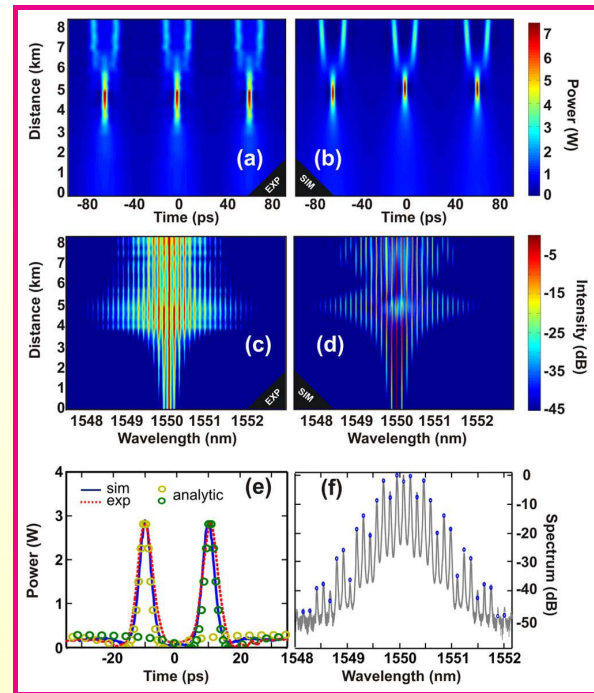 8
7
6
5
4
3
2
1
0
Distance (km)
(a)
EXP
-80 -40 0 40 80
Time (ps)
(b)
SIM
-80 -40 0 40 80
Time (ps)
7
6
5
4
3
2
1
0
Power (W)
8
7
6
5
4
3
2
1
0
Distance (km)
(c)
EXP
1548 1549 1550 1551 1552
Wavelength (nm)
(d)
SIM
1548 1549 1550 1551 1552
Wavelength (nm)
-5
-15
-25
-35
-45
Intensity (dB)
4
3
2
1
0
Power (W)
sim
exp
analytic
(e)
-20 0 20
Time (ps)
(f)
0
-10
-20
-30
-40
-50
Spectrum (dB)
1548 1549 1550 1551 1552
Wavelength (nm)